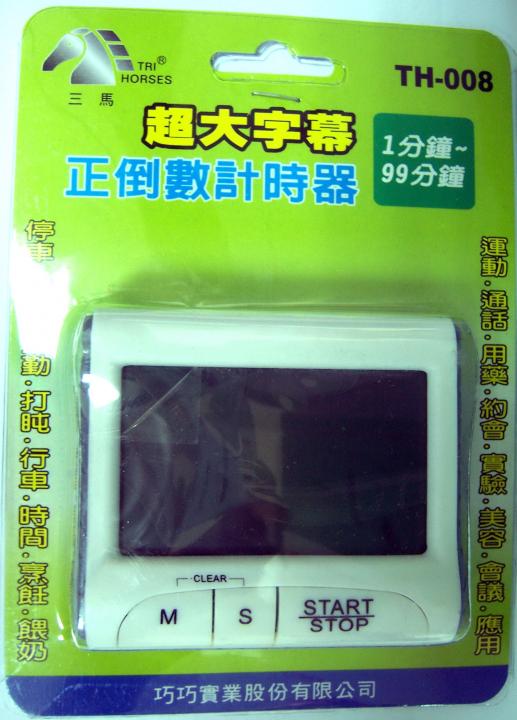 TRI®
HORSES
三馬
TH-008
超大字幕
正倒數計時器
1分鐘~
99分鐘
停車
勤·打盹·行車·時間·烹飪·餵奶
運動·通話·用藥·約會·實驗·美容·會議·應用
CLEAR
M
S
START
STOP
巧巧實業股份有限公司